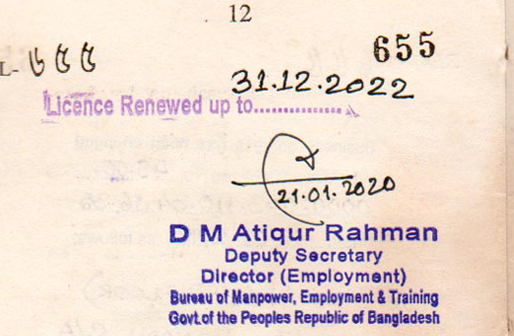 12
L- ৬৫৫
655
31.12.2022
Licence Renewed up to................
21.01.2020
D M Atiqur Rahman
Deputy Secretary
Director (Employment)
Bureau of Manpower, Employment & Training
Govt.of the Peoples Republic of Bangladesh